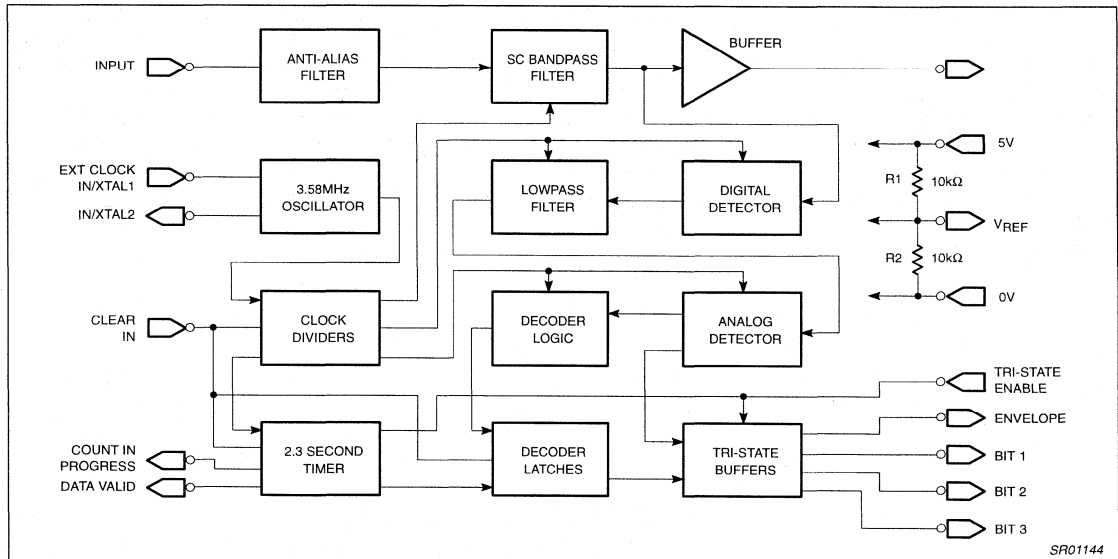 INPUT
ANTI-ALIAS
FILTER
SC BANDPASS
FILTER
BUFFER
EXT CLOCK
IN/XTAL1
IN/XTAL2
3.58MHz
OSCILLATOR
LOWPASS
FILTER
DIGITAL
DETECTOR
5V
R1
10kΩ
VREF
R2
10kΩ
0V
CLEAR
IN
CLOCK
DIVIDERS
DECODER
LOGIC
ANALOG
DETECTOR
TRI-STATE
ENABLE
ENVELOPE
COUNT IN
PROGRESS
DATA VALID
2.3 SECOND
TIMER
DECODER
LATCHES
TRI-STATE
BUFFERS
BIT 1
BIT 2
BIT 3
SR01144